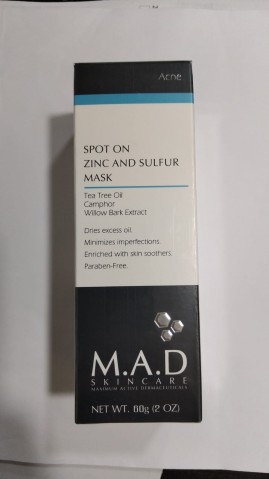 Acne
SPOT ON
ZINC AND SULFUR
MASK
Tea Tree Oil
Camphor
Willow Bark Extract
Dries excess oil.
Minimizes imperfections.
Enriched with skin soothers.
Paraben-Free.
M.A.D
SKINCARE
MAXIMUM ACTIVE DERMACEUTICALS
NET WT. 60g (2 OZ)